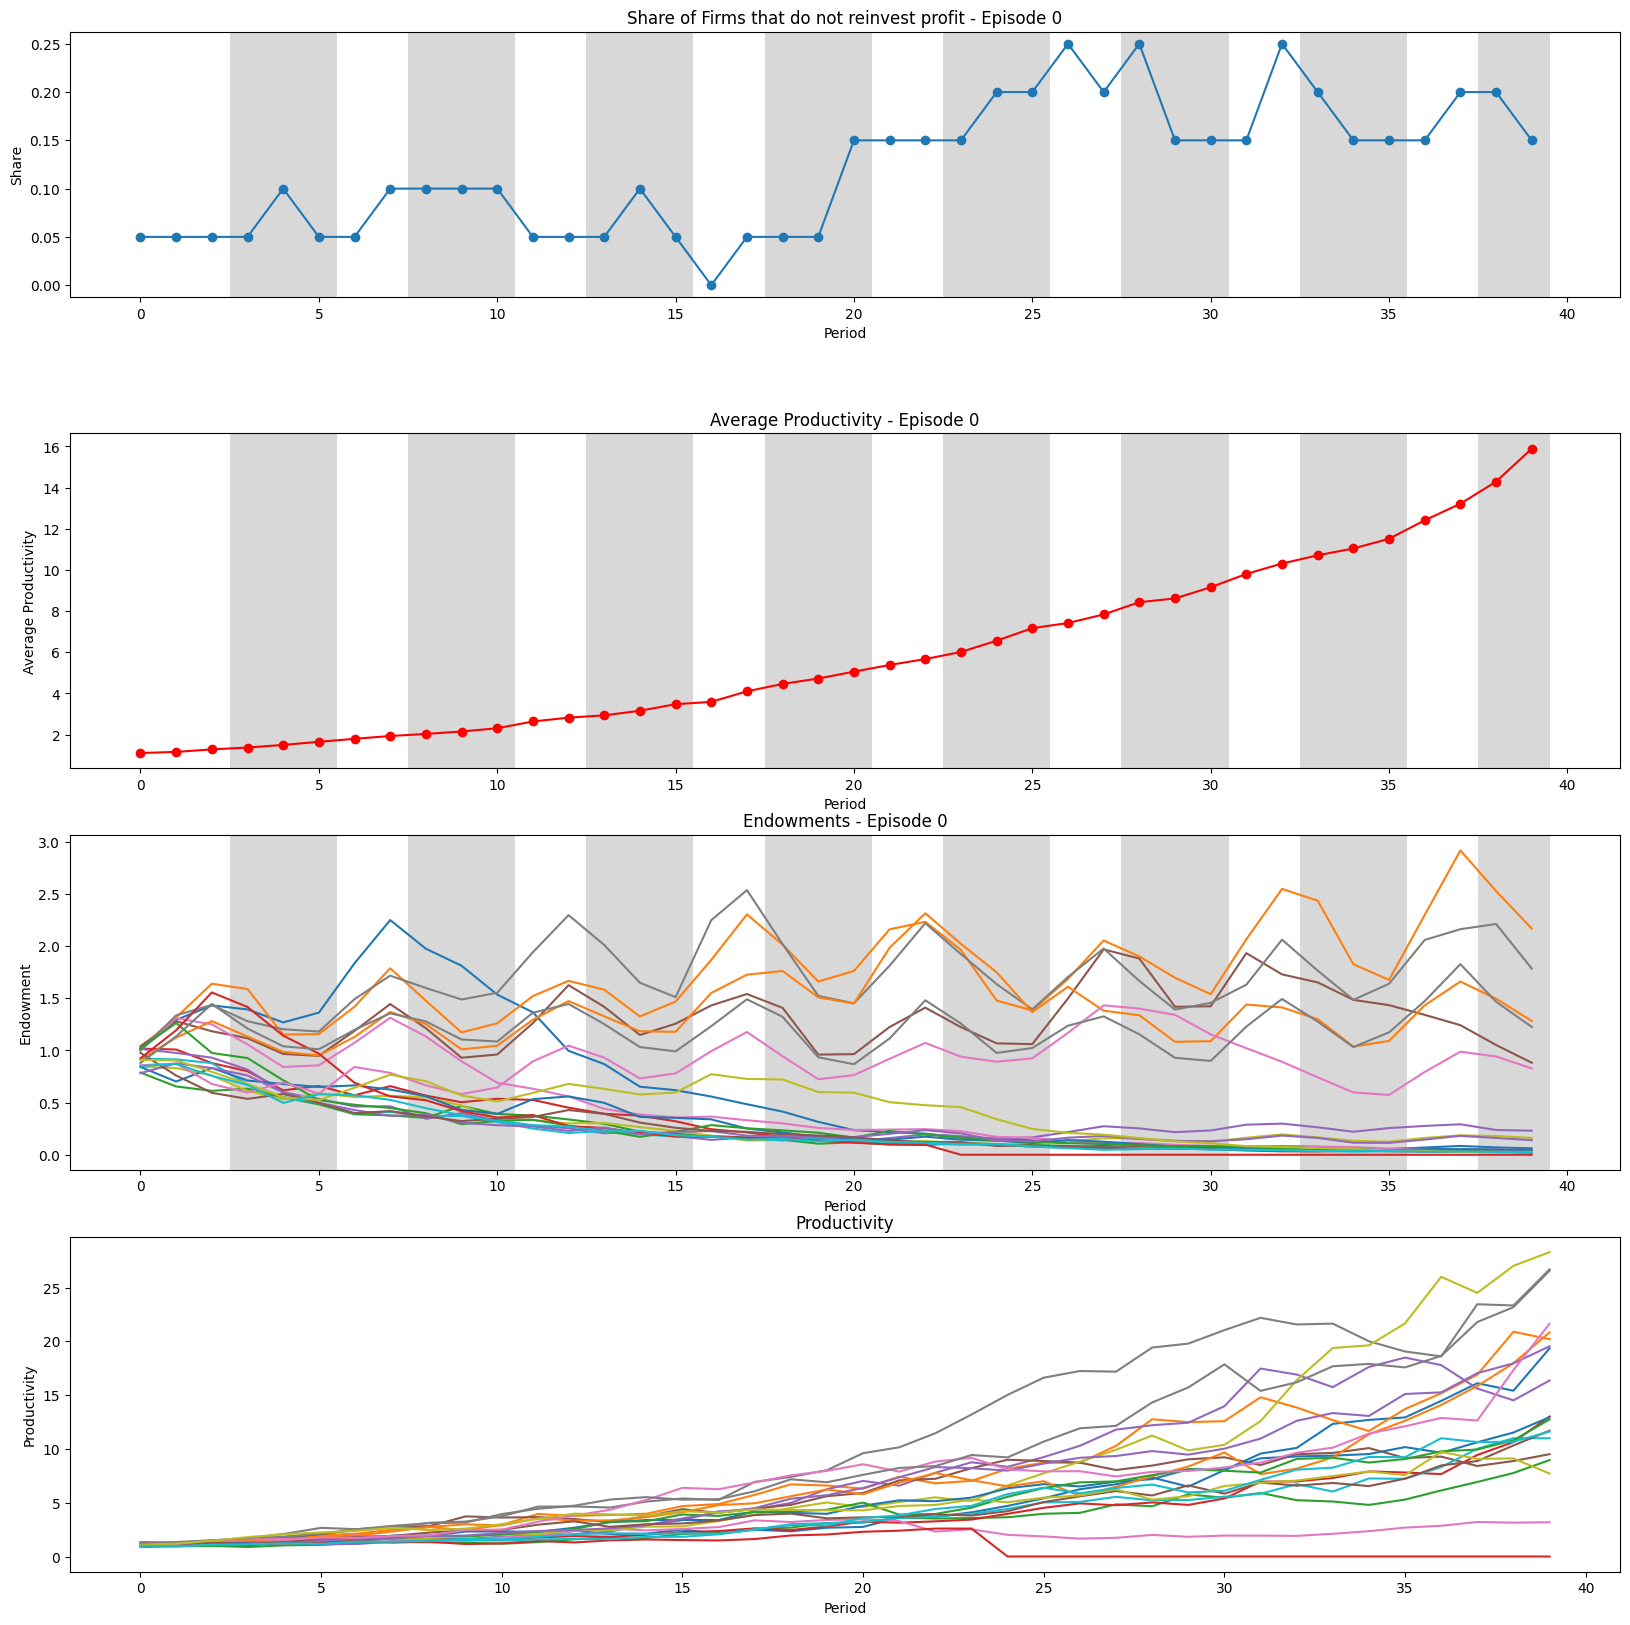 Share of Firms that do not reinvest profit - Episode 0
0.25
0.20
0.15
0.10
0.05
0.00
Share
0 5 10 15 20 25 30 35 40
Period
Average Productivity - Episode 0
16
14
12
10
8
6
4
2
Average Productivity
0 5 10 15 20 25 30 35 40
Period
Endowments - Episode 0
3.0
2.5
2.0
1.5
1.0
0.5
0.0
Endowment
0 5 10 15 20 25 30 35 40
Period
Productivity
25
20
15
10
5
0
Productivity
0 5 10 15 20 25 30 35 40
Period